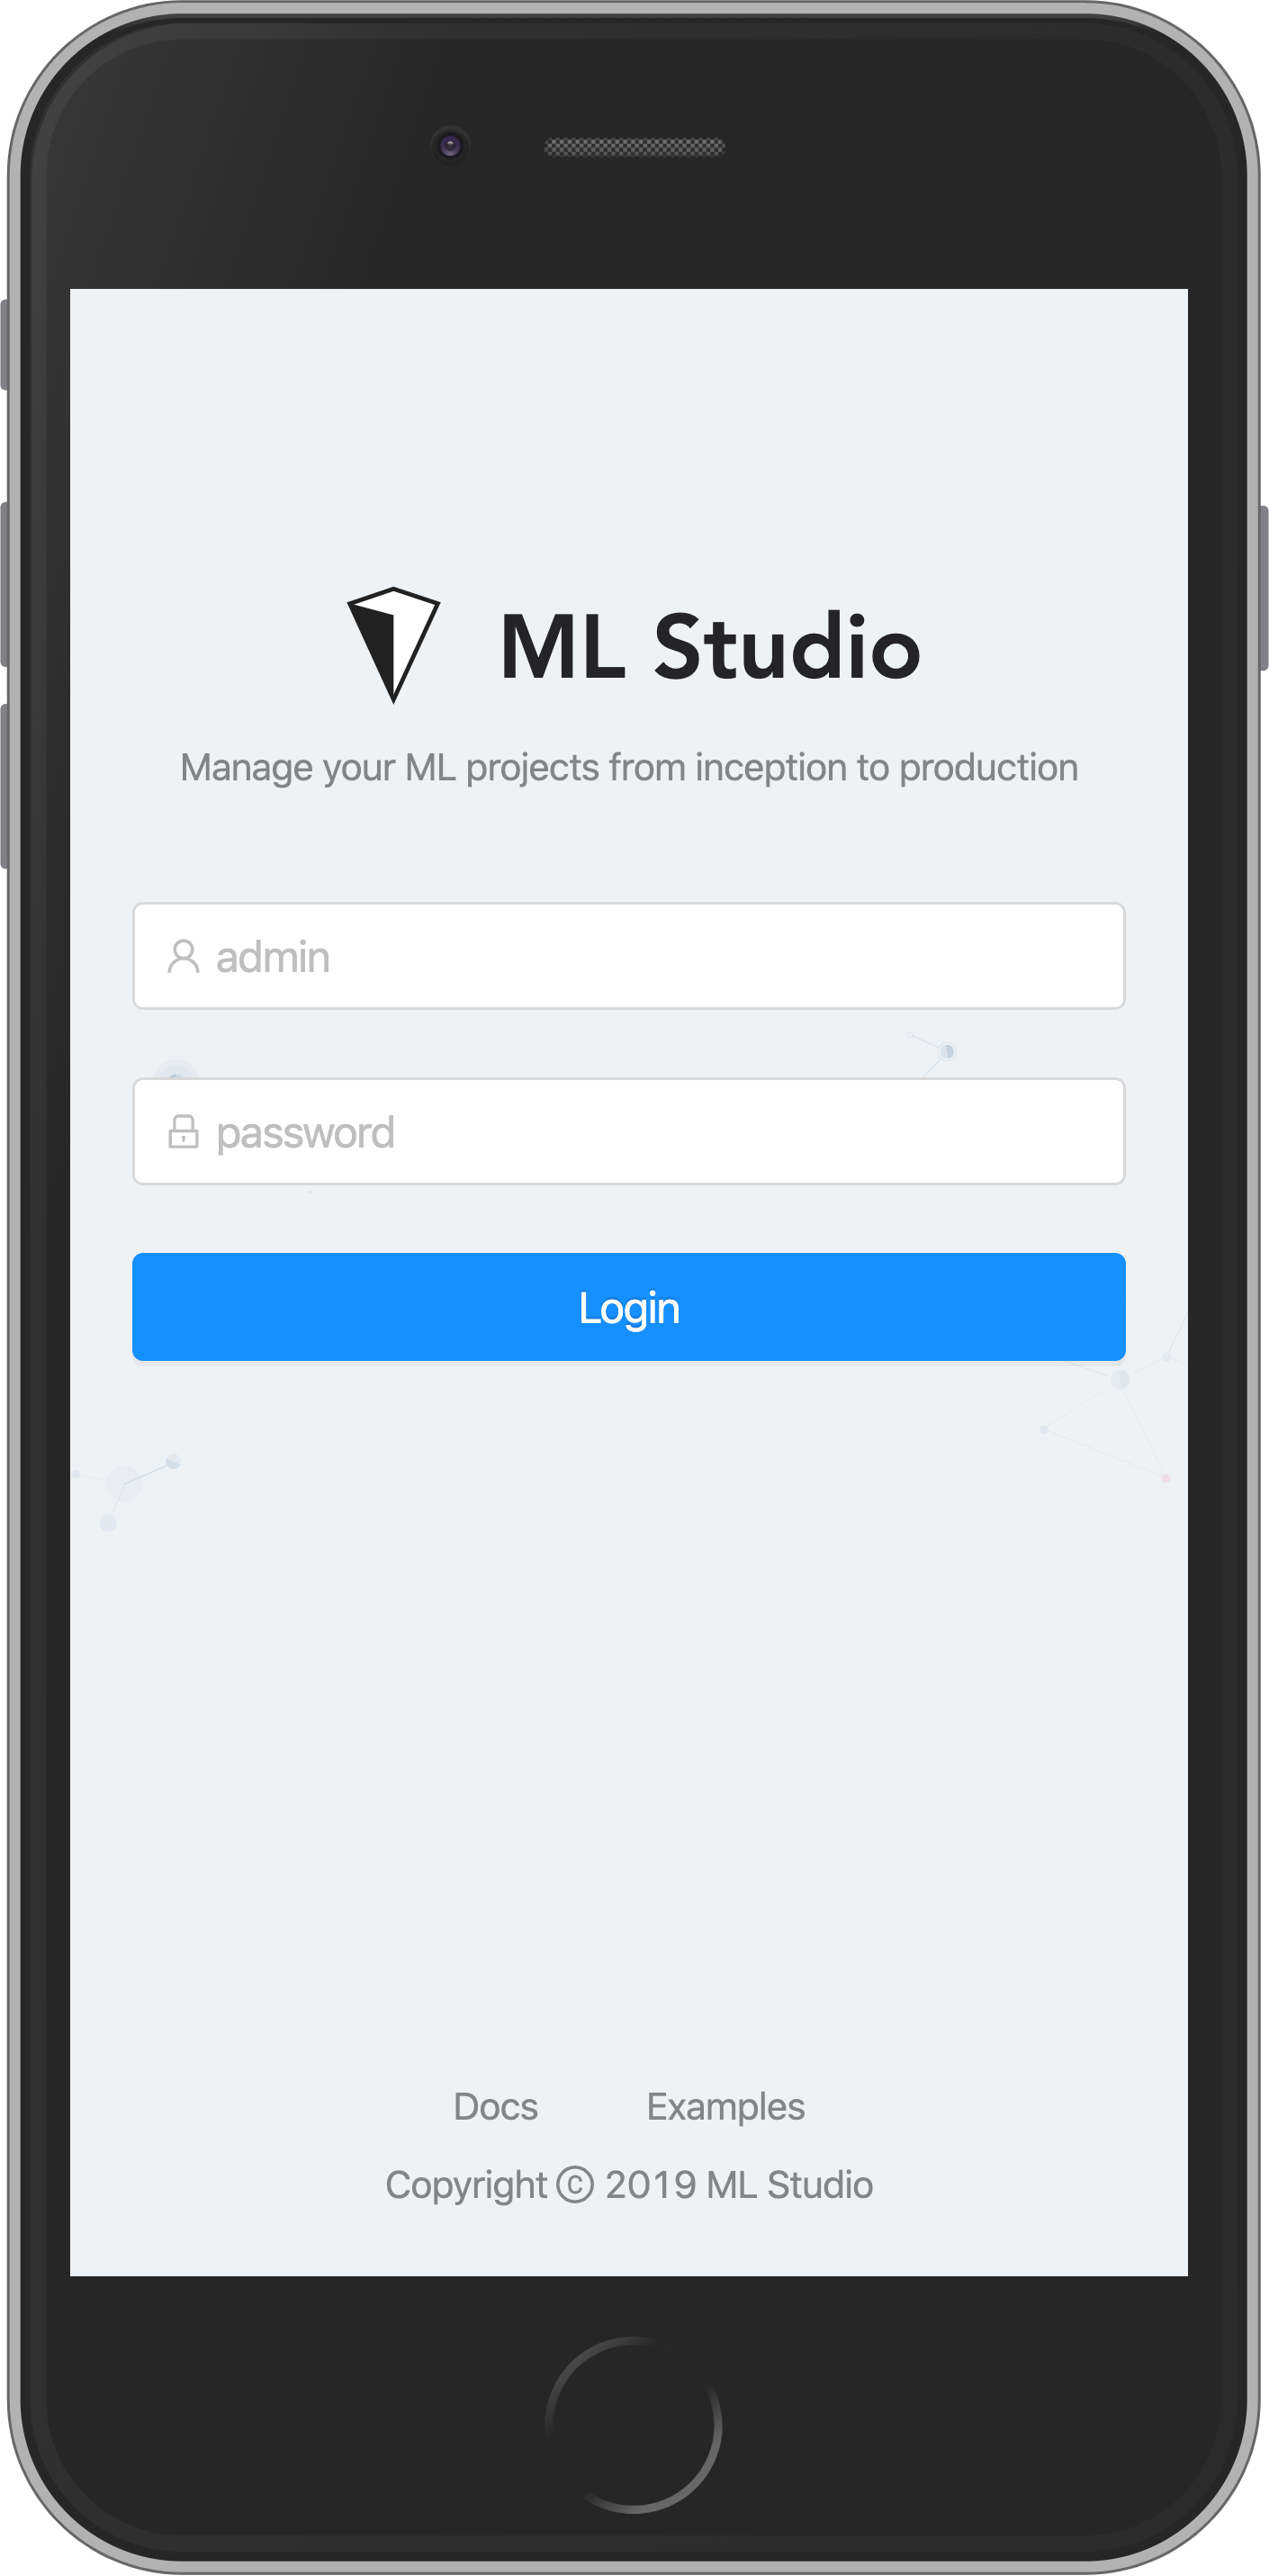 ML Studio
Manage your ML projects from inception to production
admin
password
Login
Docs Examples
Copyright © 2019 ML Studio